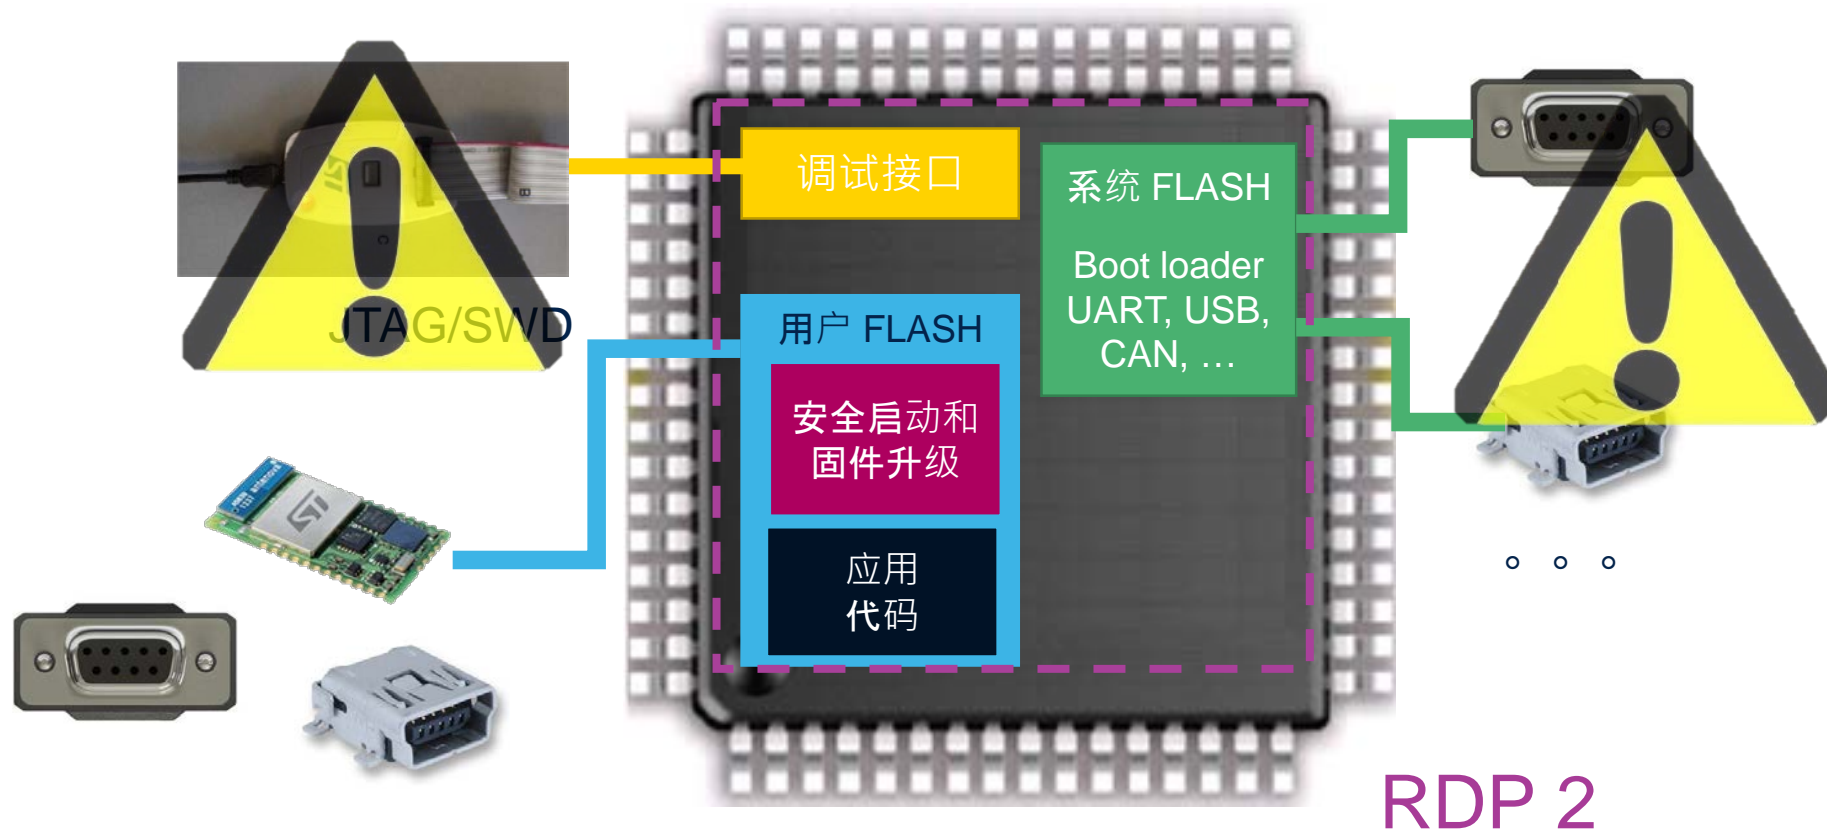 调试接口
系统 FLASH
Boot loader
UART, USB,
CAN, …
JTAG/SWD
用户 FLASH
安全启动和
固件升级
应用
代码
RDP 2